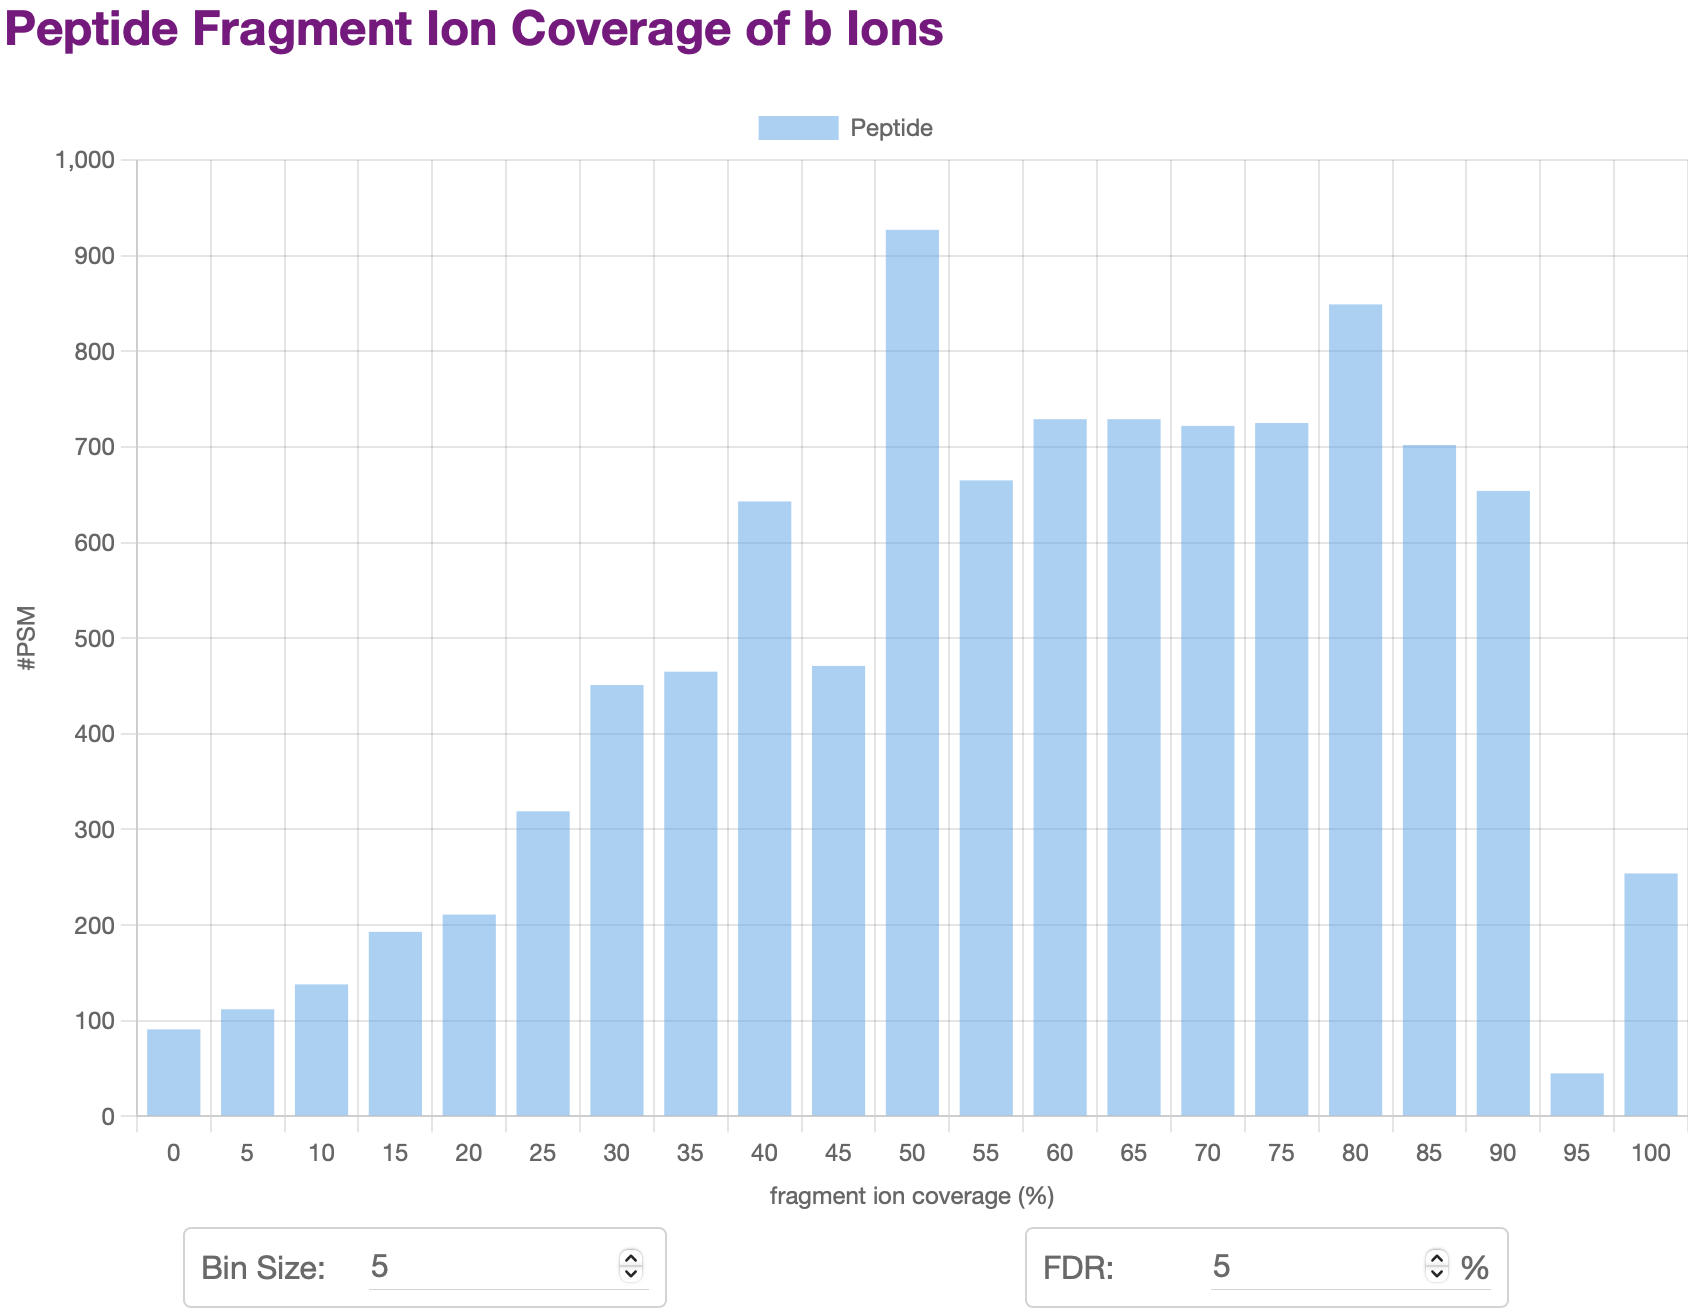 Peptide Fragment Ion Coverage of b Ions
Peptide
1,000
900
800
700
600
500
400
300
200
100
0
#PSM
0 5 10 15 20 25 30 35 40 45 50 55 60 65 70 75 80 85 90 95 100
fragment ion coverage (%)
Bin Size: 5
FDR: 5 %